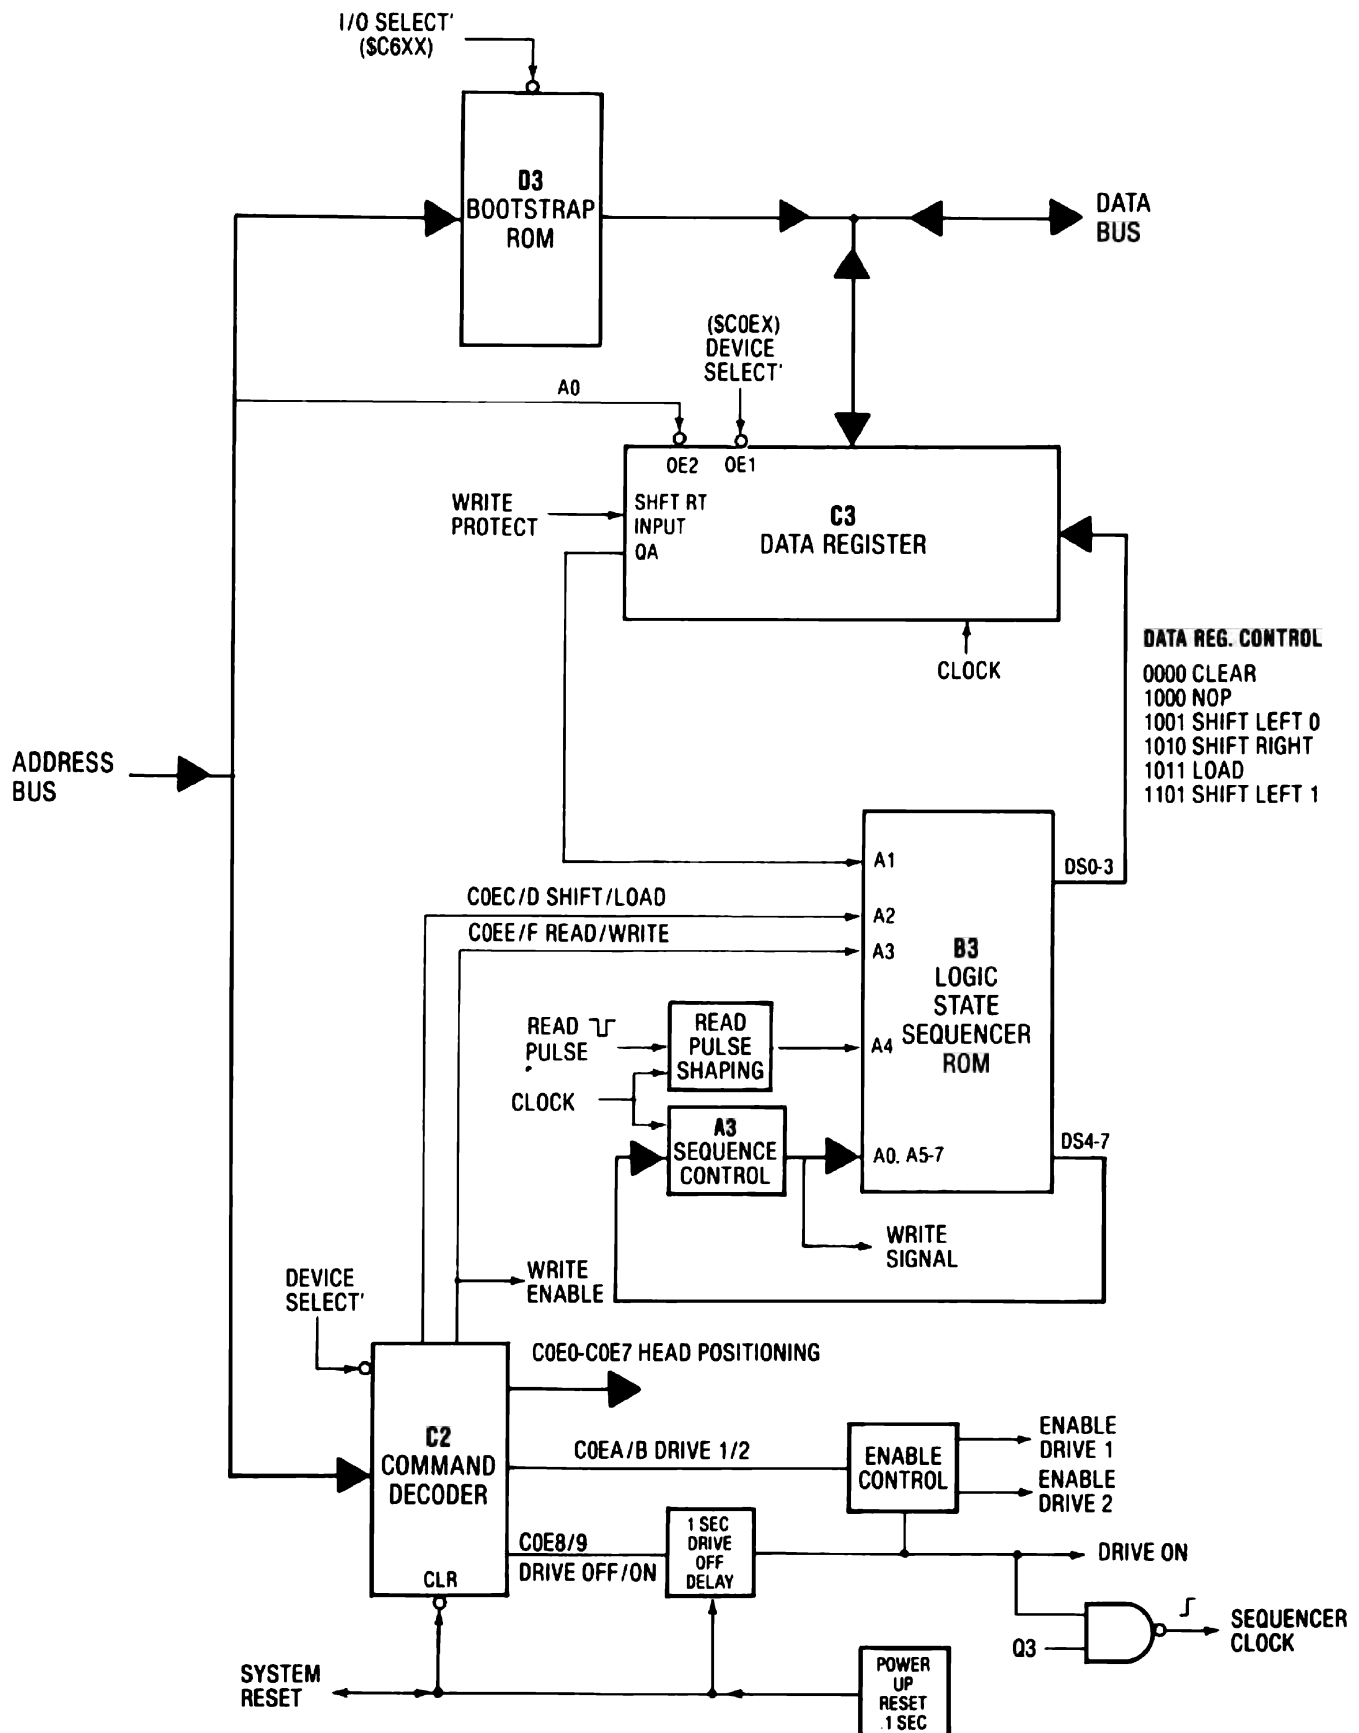 I/O SELECT'
($C6XX)
D3
BOOTSTRAP
ROM
DATA
BUS
($C0EX)
DEVICE
SELECT'
A0
OE2
OE1
WRITE
PROTECT
SHFT RT
INPUT
QA
C3
DATA REGISTER
CLOCK
DATA REG. CONTROL
0000 CLEAR
1000 NOP
1001 SHIFT LEFT 0
1010 SHIFT RIGHT
1011 LOAD
1101 SHIFT LEFT 1
ADDRESS
BUS
A1
DS0-3
C0EC/D SHIFT/LOAD
A2
C0EE/F READ/WRITE
A3
B3
LOGIC
STATE
SEQUENCER
ROM
READ
PULSE
READ
PULSE
SHAPING
A4
CLOCK
A3
SEQUENCE
CONTROL
A0, A5-7
DS4-7
WRITE
SIGNAL
WRITE
ENABLE
DEVICE
SELECT'
C0E0-C0E7 HEAD POSITIONING
C2
COMMAND
DECODER
C0EA/B DRIVE 1/2
ENABLE
CONTROL
ENABLE
DRIVE 1
ENABLE
DRIVE 2
C0E8/9
DRIVE OFF/ON
1 SEC
DRIVE
OFF
DELAY
DRIVE ON
CLR
Q3
SEQUENCER
CLOCK
SYSTEM
RESET
POWER
UP
RESET
.1 SEC